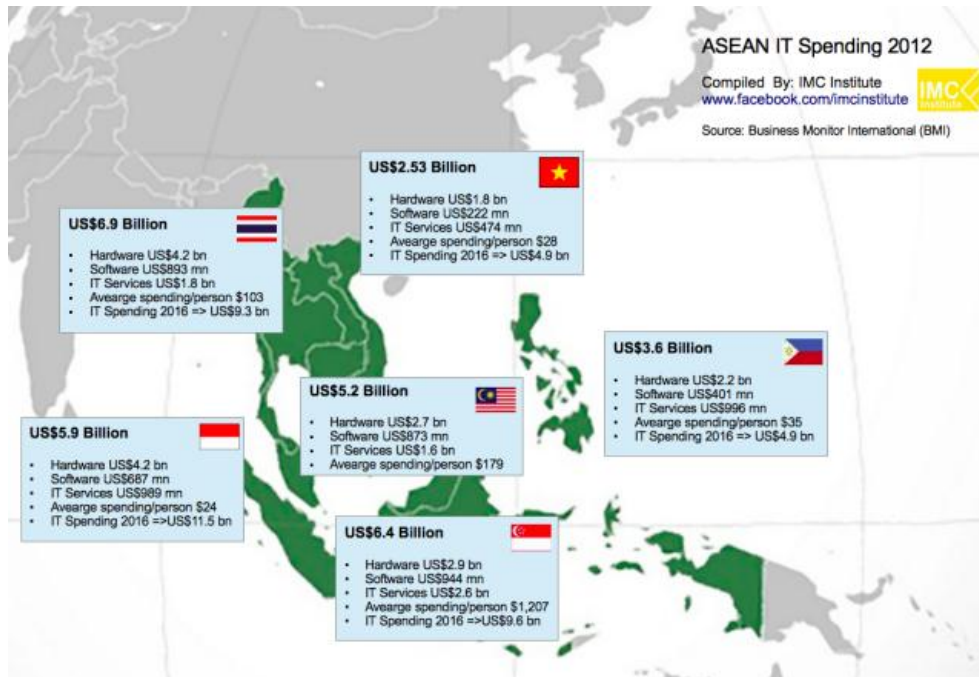 ASEAN IT Spending 2012
Compiled By: IMC Institute
www.facebook.com/imcinstitute
IMC
Institute
Source: Business Monitor International (BMI)
US$2.53 Billion
• Hardware US$1.8 bn
• Software US$222 mn
• IT Services US$474 mn
• Avearge spending/person $28
• IT Spending 2016 => US$4.9 bn
US$6.9 Billion
• Hardware US$4.2 bn
• Software US$893 mn
• IT Services US$1.8 bn
• Avearge spending/person $103
• IT Spending 2016 => US$9.3 bn
US$3.6 Billion
• Hardware US$2.2 bn
• Software US$401 mn
• IT Services US$996 mn
• Avearge spending/person $35
• IT Spending 2016 => US$4.9 bn
US$5.2 Billion
• Hardware US$2.7 bn
• Software US$873 mn
• IT Services US$1.6 bn
• Avearge spending/person $179
US$5.9 Billion
• Hardware US$4.2 bn
• Software US$687 mn
• IT Services US$989 mn
• Avearge spending/person $24
• IT Spending 2016 =>US$11.5 bn
US$6.4 Billion
• Hardware US$2.9 bn
• Software US$944 mn
• IT Services US$2.6 bn
• Avearge spending/person $1,207
• IT Spending 2016 =>US$9.6 bn